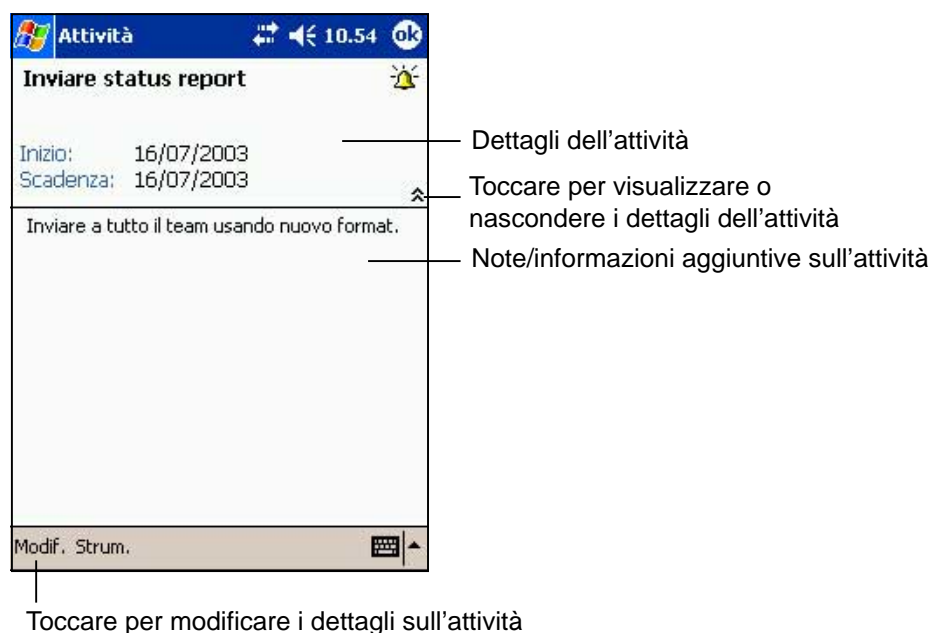 Attività 10.54 ok
Inviare status report
Inizio: 16/07/2003
Scadenza: 16/07/2003
Inviare a tutto il team usando nuovo format.
Modif. Strum.
Dettagli dell'attività
Toccare per visualizzare o
nascondere i dettagli dell'attività
Note/informazioni aggiuntive sull'attività
Toccare per modificare i dettagli sull'attività